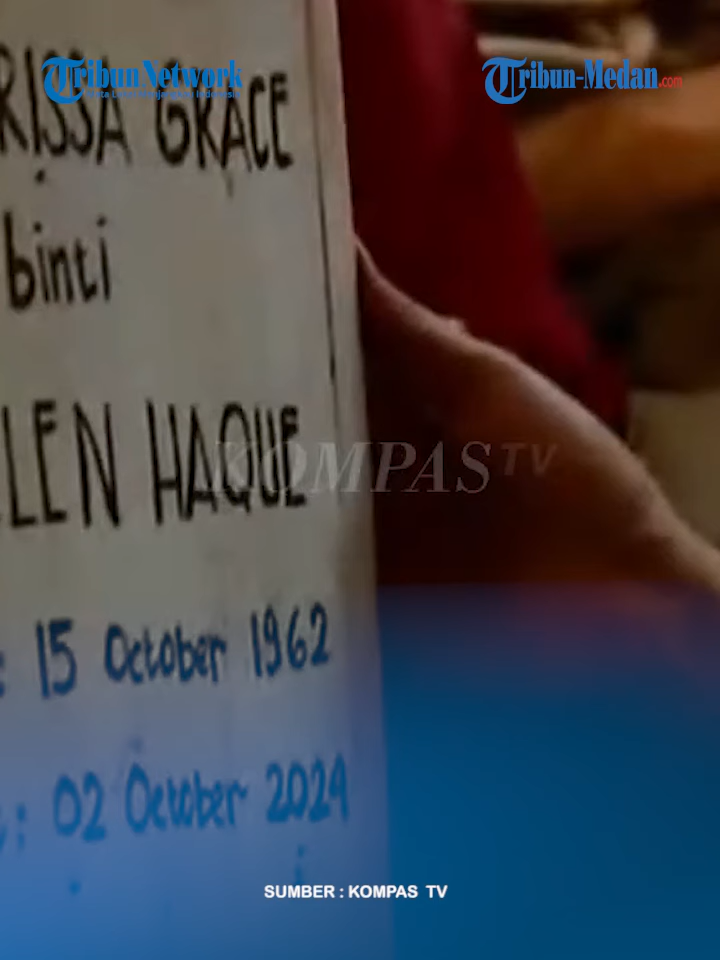 Tribun Network
Tribun-Medan.com
RISSA GRACE
binti
LEN HAQUE
KOMPAS TV
: 15 October 1962
: 02 October 2024
SUMBER : KOMPAS TV